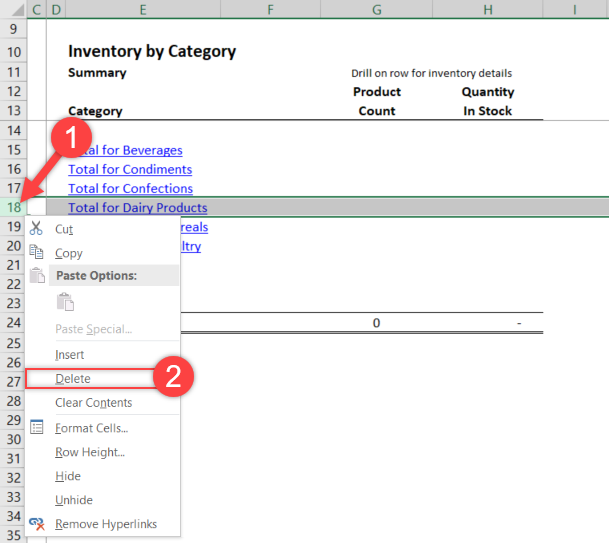 C D E F G H I
9
10 Inventory by Category
11 Summary Drill on row for inventory details
12 Product Quantity
13 Category Count In Stock
14
1
15 tal for Beverages
16 Total for Condiments
17 Total for Confections
18 Total for Dairy Products
19 reals
20 ltry
21
22
23
24 0 -
25
26
27
28
29
30
31
32
33
34
35
Cut
Copy
Paste Options:
Paste Special...
Insert
Delete 2
Clear Contents
Format Cells...
Row Height...
Hide
Unhide
Remove Hyperlinks